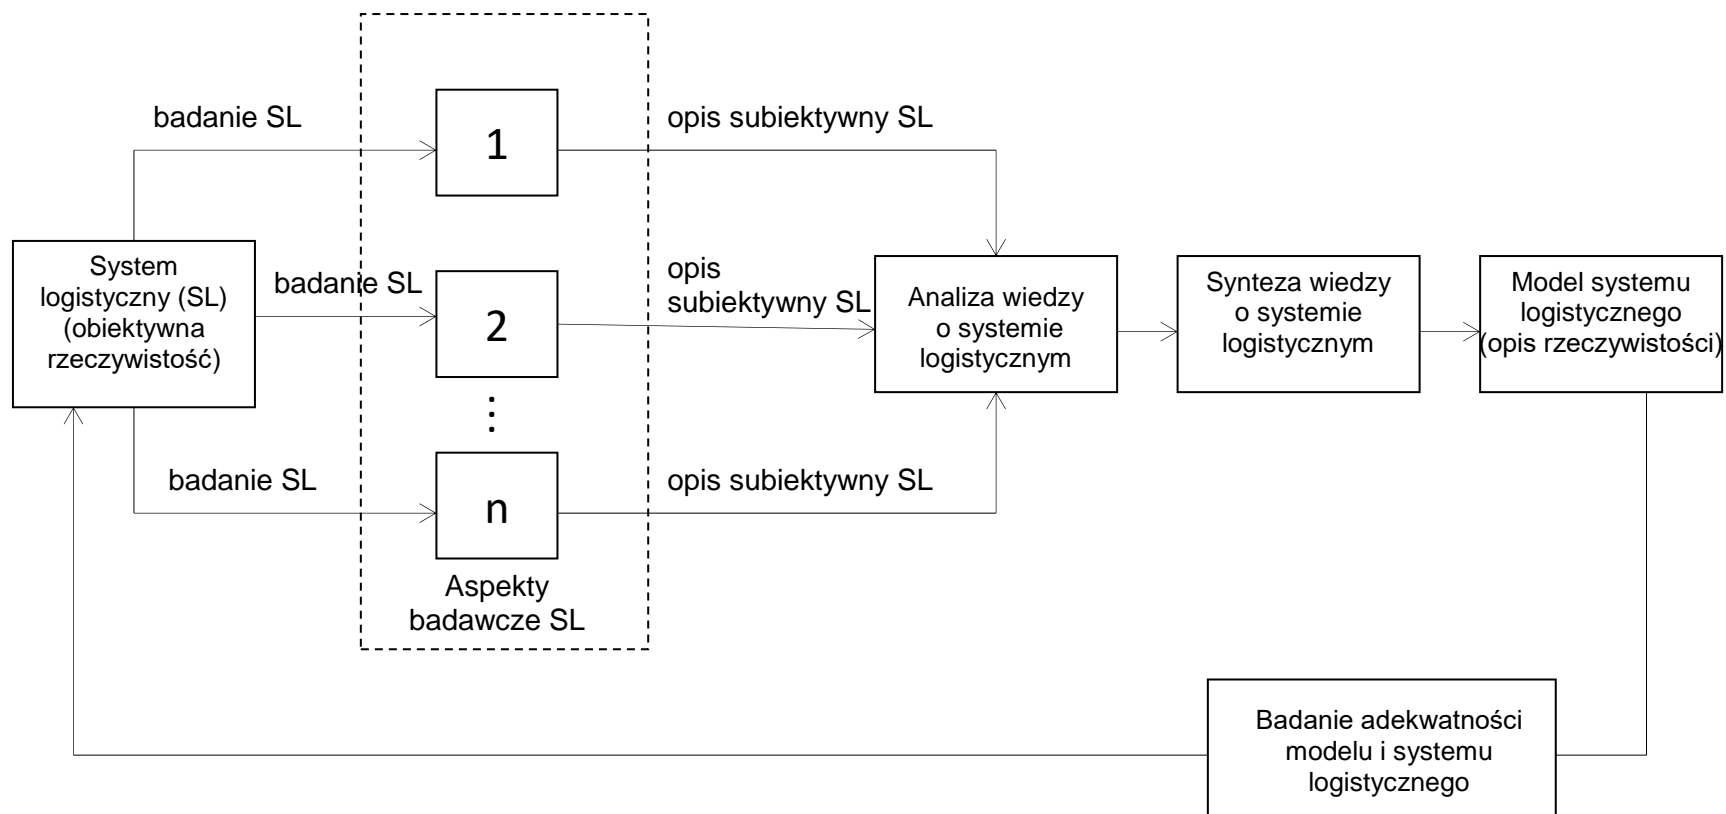 badanie SL
1
opis subiektywny SL
System
logistyczny (SL)
(obiektywna
rzeczywistość)
badanie SL
2
opis
subiektywny SL
Analiza wiedzy
o systemie
logistycznym
Synteza wiedzy
o systemie
logistycznym
Model systemu
logistycznego
(opis rzeczywistości)
⋮
badanie SL
n
opis subiektywny SL
Aspekty
badawcze SL
Badanie adekwatności
modelu i systemu
logistycznego